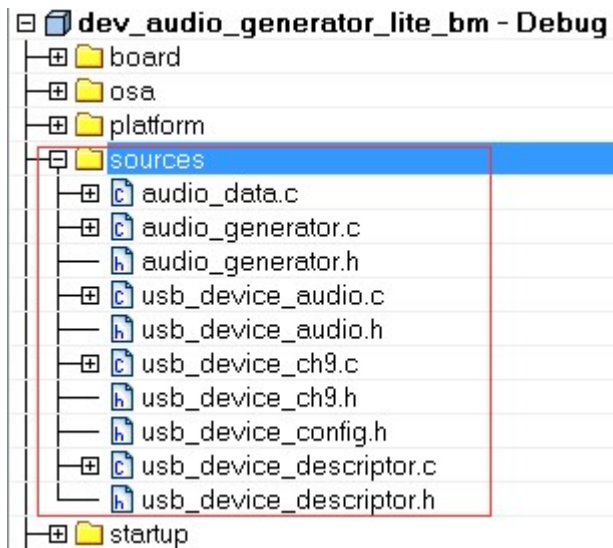 dev_audio_generator_lite_bm - Debug
board
osa
platform
sources
audio_data.c
audio_generator.c
audio_generator.h
usb_device_audio.c
usb_device_audio.h
usb_device_ch9.c
usb_device_ch9.h
usb_device_config.h
usb_device_descriptor.c
usb_device_descriptor.h
startup